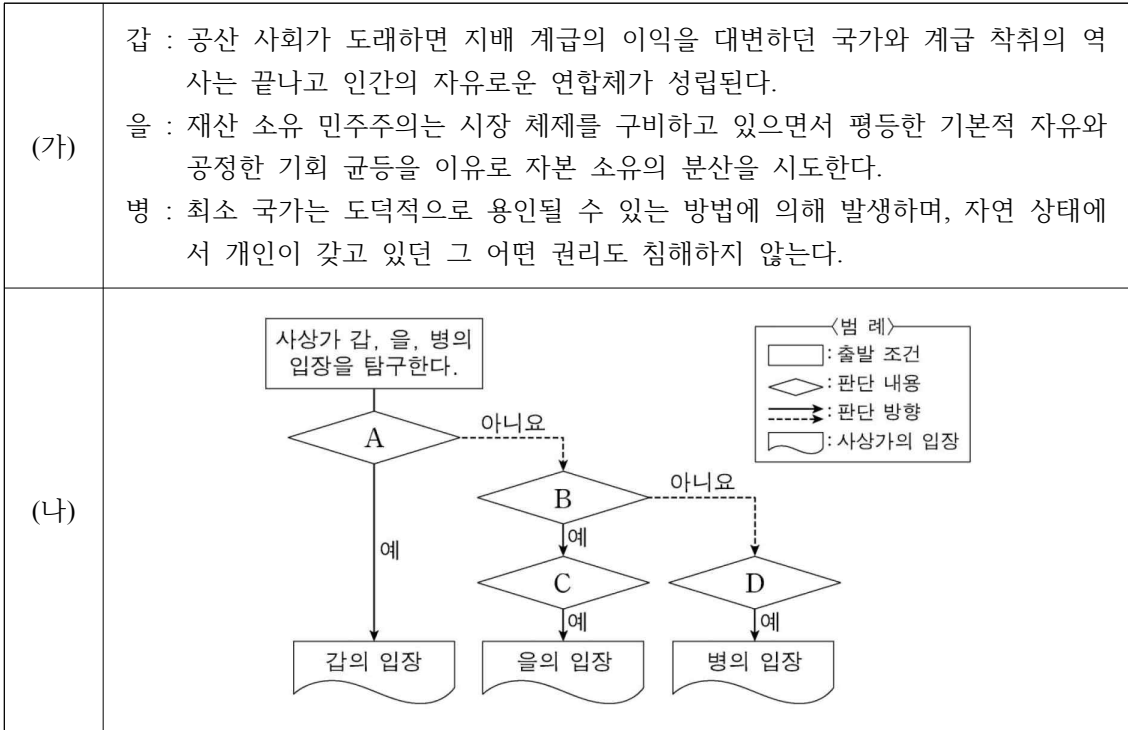 (가)
갑 : 공산 사회가 도래하면 지배 계급의 이익을 대변하던 국가와 계급 착취의 역
사는 끝나고 인간의 자유로운 연합체가 성립된다.
을 : 재산 소유 민주주의는 시장 체제를 구비하고 있으면서 평등한 기본적 자유와
공정한 기회 균등을 이유로 자본 소유의 분산을 시도한다.
병 : 최소 국가는 도덕적으로 용인될 수 있는 방법에 의해 발생하며, 자연 상태에
서 개인이 갖고 있던 그 어떤 권리도 침해하지 않는다.
(나)
사상가 갑, 을, 병의
입장을 탐구한다.
〈범 례〉
: 출발 조건
: 판단 내용
: 판단 방향
: 사상가의 입장
A
아니요
B
아니요
예
예
C
D
예
예
갑의 입장
을의 입장
병의 입장